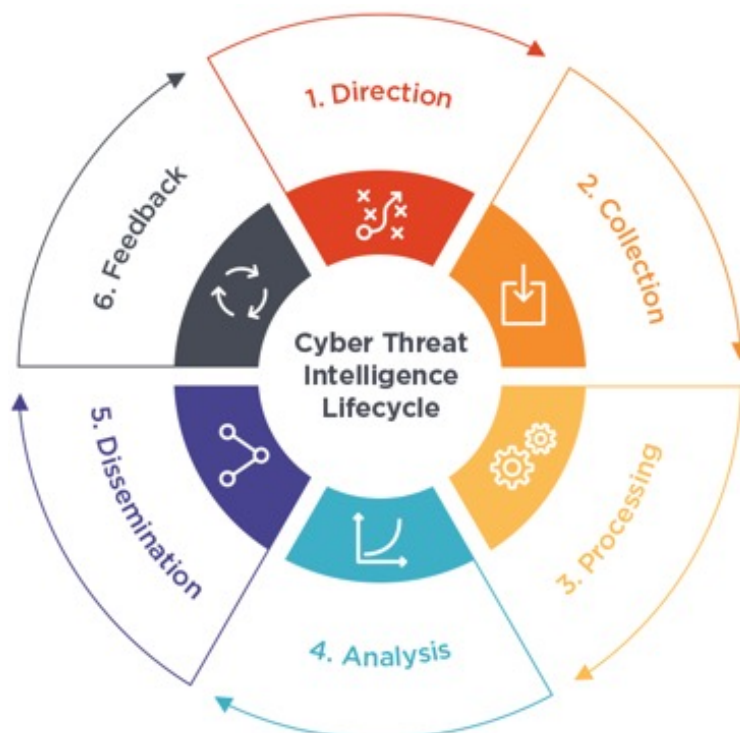 1. Direction
2. Collection
3. Processing
4. Analysis
5. Dissemination
6. Feedback
Cyber Threat
Intelligence
Lifecycle